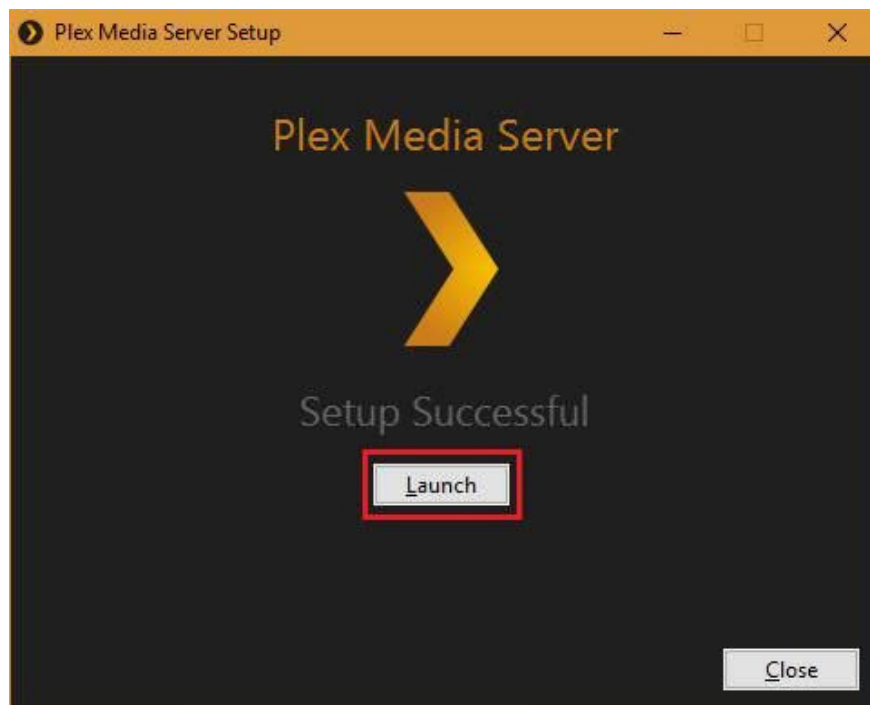 Plex Media Server Setup
Plex Media Server
Setup Successful
Launch
Close